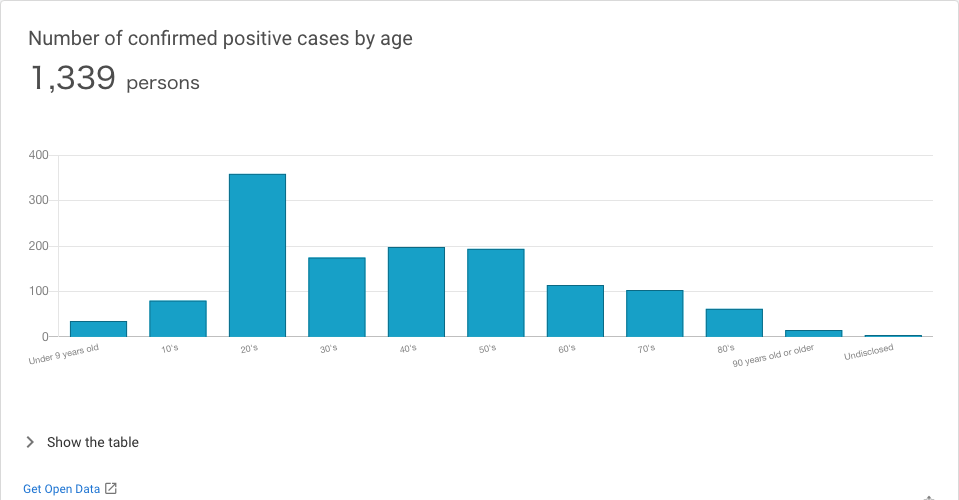 Number of confirmed positive cases by age
1,339 persons
400
300
200
100
0
Under 9 years old
10's
20's
30's
40's
50's
60's
70's
80's
90 years old or older
Undisclosed
Show the table
Get Open Data